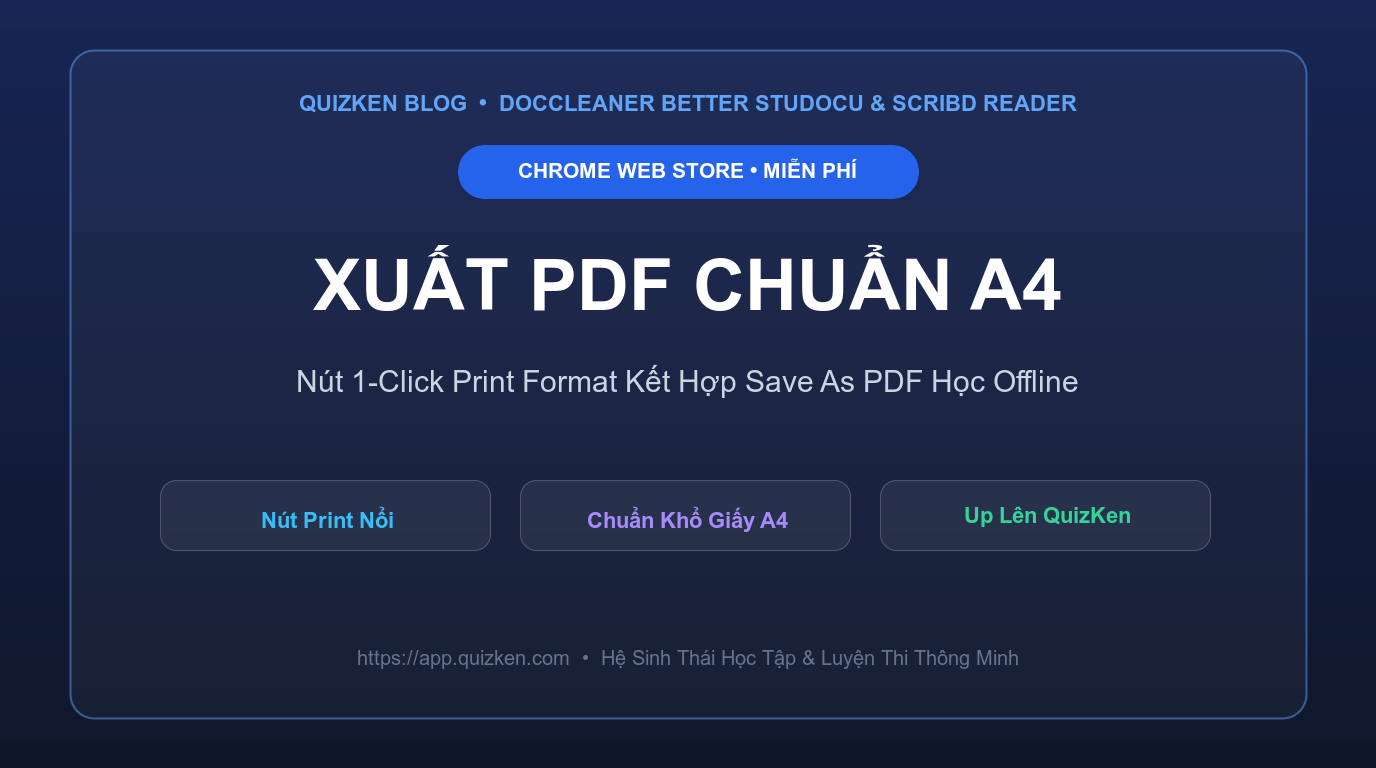 QUIZKEN BLOG • DOCCLEANER BETTER STUDOCU & SCRIBD READER
CHROME WEB STORE • MIỄN PHÍ
XUẤT PDF CHUẨN A4
Nút 1-Click Print Format Kết Hợp Save As PDF Học Offline
Nút Print Nổi
Chuẩn Khổ Giấy A4
Up Lên QuizKen
https://app.quizken.com • Hệ Sinh Thái Học Tập & Luyện Thi Thông Minh